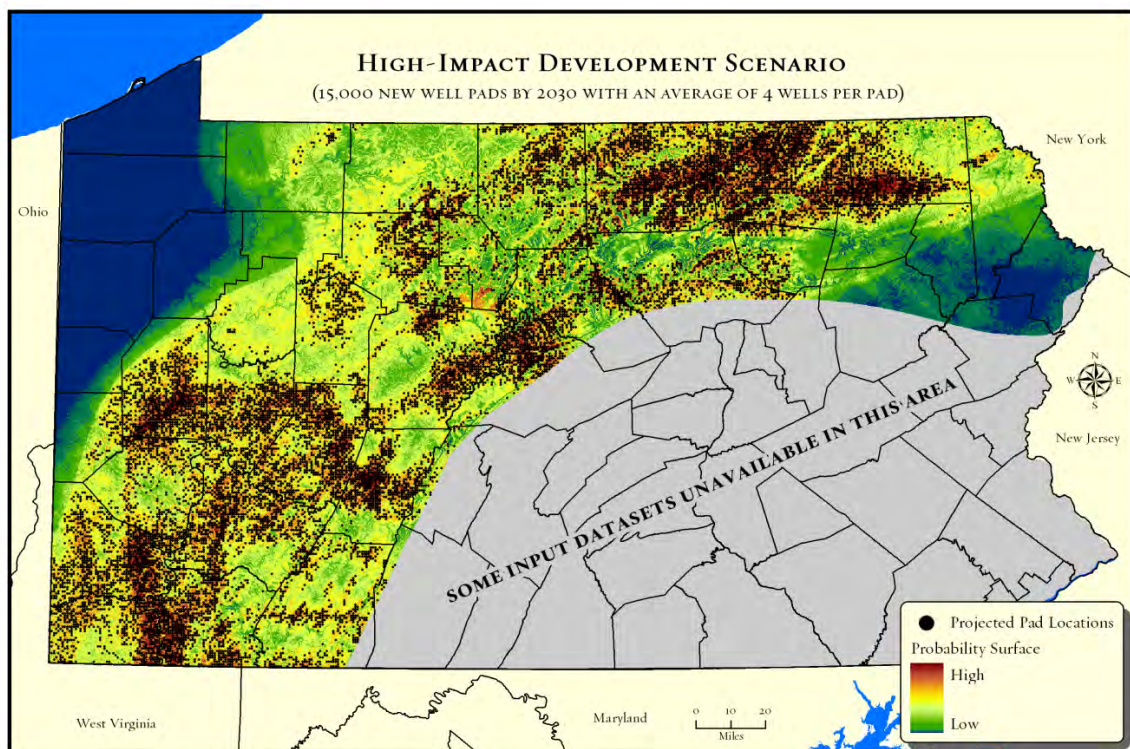 High-Impact Development Scenario
(15,000 new well pads by 2030 with an average of 4 wells per pad)
New York
Ohio
N
W E
S
New Jersey
SOME INPUT DATASETS UNAVAILABLE IN THIS AREA
Projected Pad Locations
Probability Surface
High
Low
West Virginia
Maryland
0 10 20
Miles